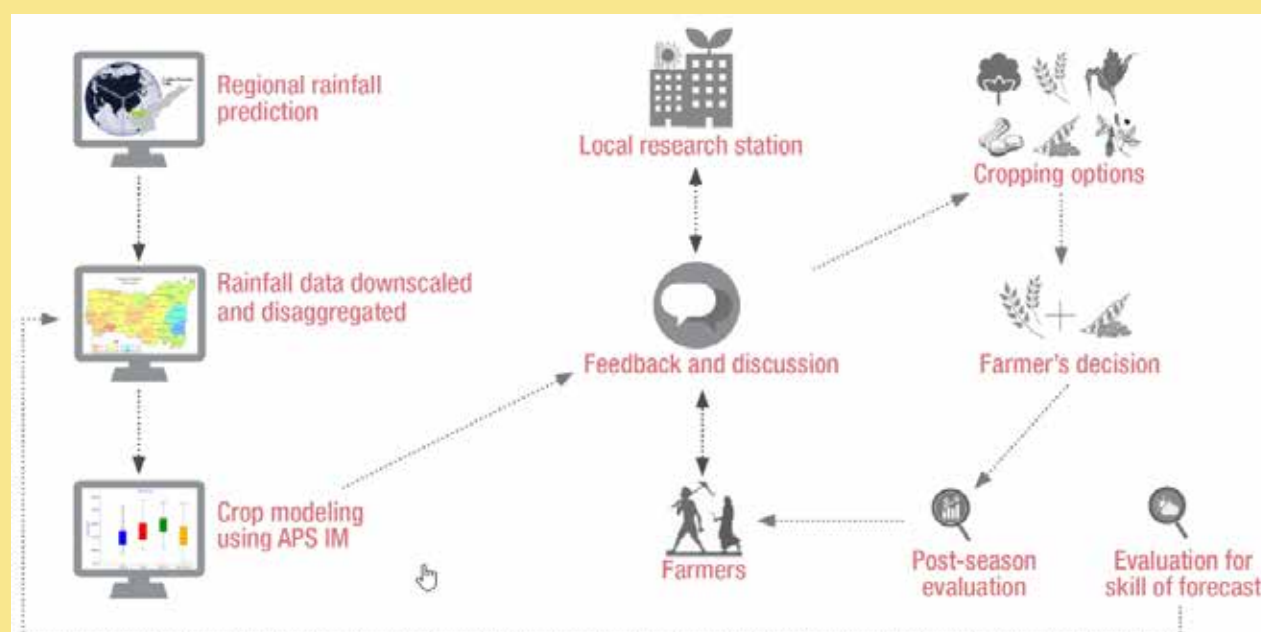 Regional rainfall
prediction
Rainfall data downscaled
and disaggregated
Crop modeling
using APS IM
Local research station
Feedback and discussion
Farmers
Cropping options
Farmer's decision
Post-season
evaluation
Evaluation for
skill of forecast